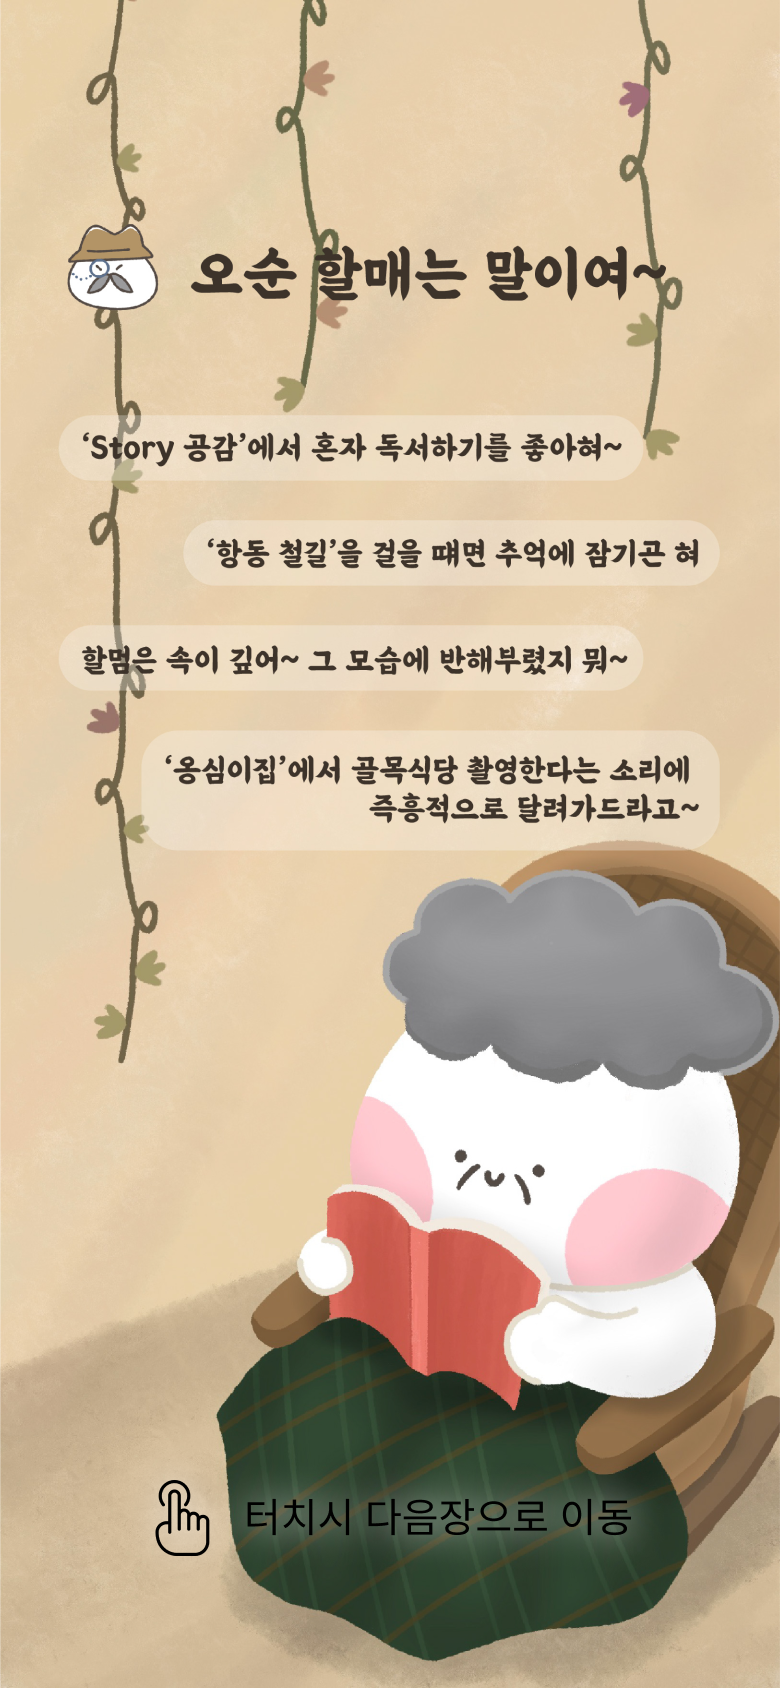 오순 할매는 말이여~
‘Story 공감’에서 혼자 독서하기를 좋아혀~
‘항동 철길’을 걸을 떄면 추억에 잠기곤 혀
할멈은 속이 깊어~ 그 모습에 반해부렸지 뭐~
‘옹심이집’에서 골목식당 촬영한다는 소리에
즉흥적으로 달려가드라고~
터치시 다음장으로 이동